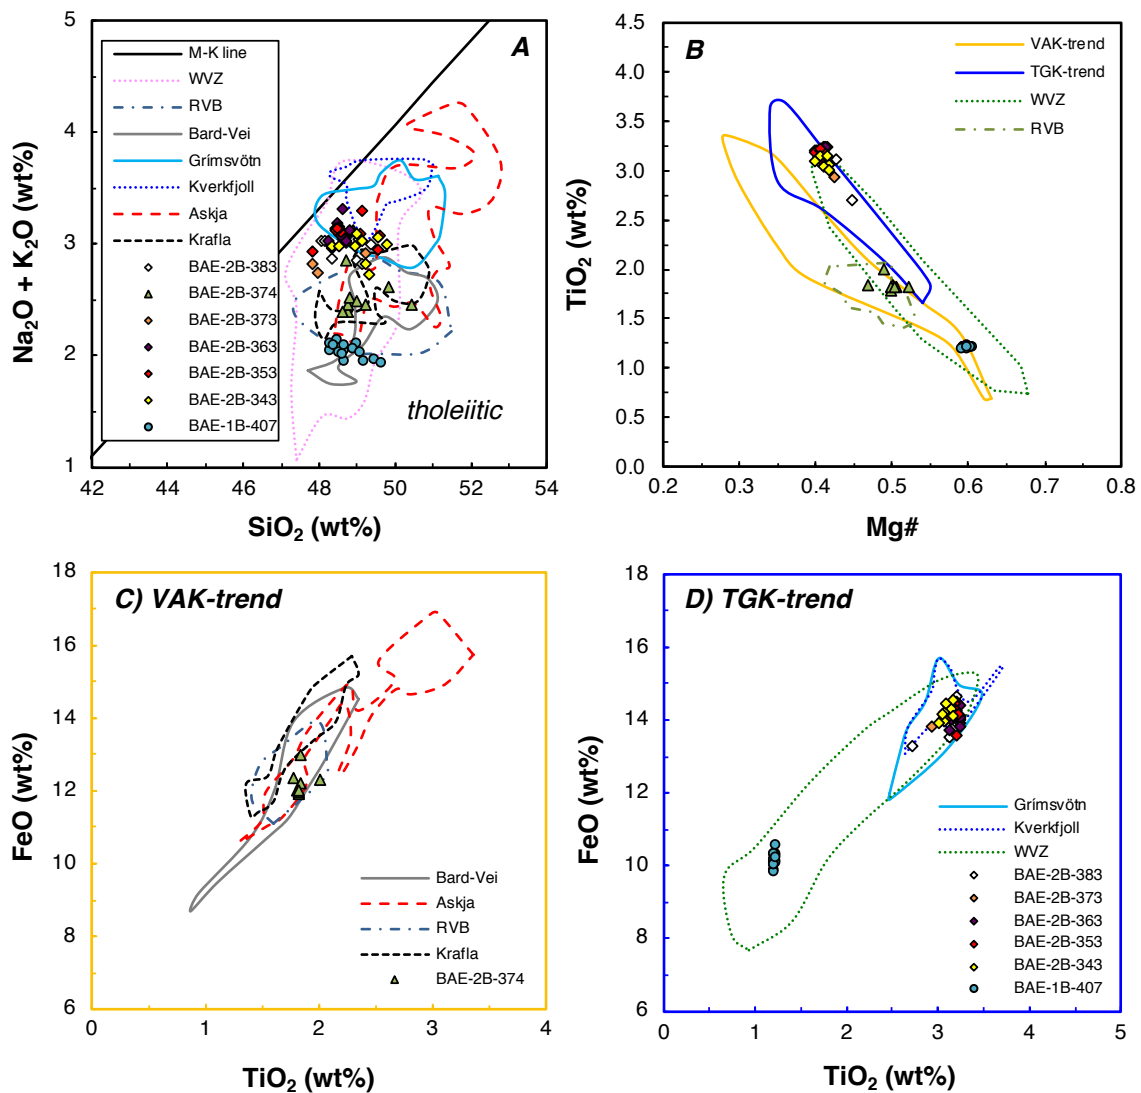 A
M-K line
WVZ
RVB
Bard-Vei
Grímsvötn
Kverkfjoll
Askja
Krafla
BAE-2B-383
BAE-2B-374
BAE-2B-373
BAE-2B-363
BAE-2B-353
BAE-2B-343
BAE-1B-407
tholeiitic
5
4
3
2
1
Na₂O + K₂O (wt%)
42 44 46 48 50 52 54
SiO₂ (wt%)
B
VAK-trend
TGK-trend
WVZ
RVB
4.5
4.0
3.5
3.0
2.5
2.0
1.5
1.0
0.5
0.0
TiO₂ (wt%)
0.2 0.3 0.4 0.5 0.6 0.7 0.8
Mg#
C) VAK-trend
18
16
14
12
10
8
6
FeO (wt%)
Bard-Vei
Askja
RVB
Krafla
BAE-2B-374
0 1 2 3 4
TiO₂ (wt%)
D) TGK-trend
18
16
14
12
10
8
6
FeO (wt%)
Grímsvötn
Kverkfjoll
WVZ
BAE-2B-383
BAE-2B-373
BAE-2B-363
BAE-2B-353
BAE-2B-343
BAE-1B-407
0 1 2 3 4 5
TiO₂ (wt%)